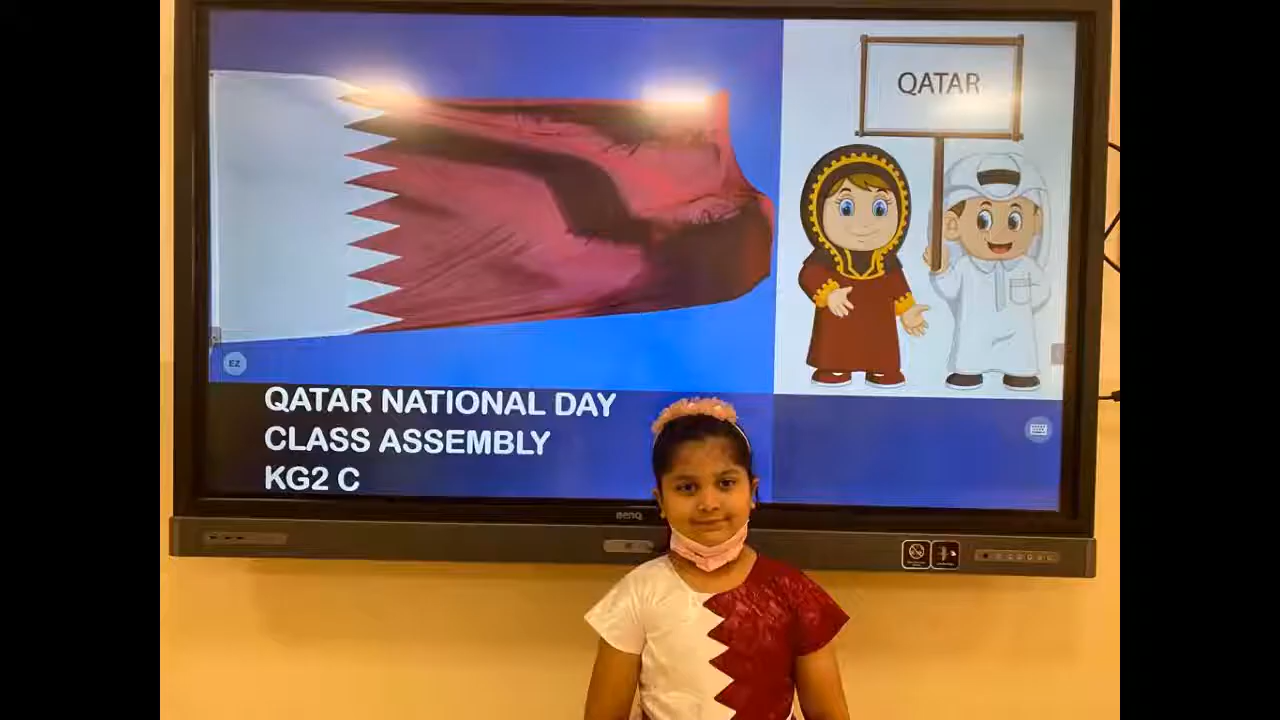 QATAR
QATAR NATIONAL DAY
CLASS ASSEMBLY
KG2 C
EZ
BenQ